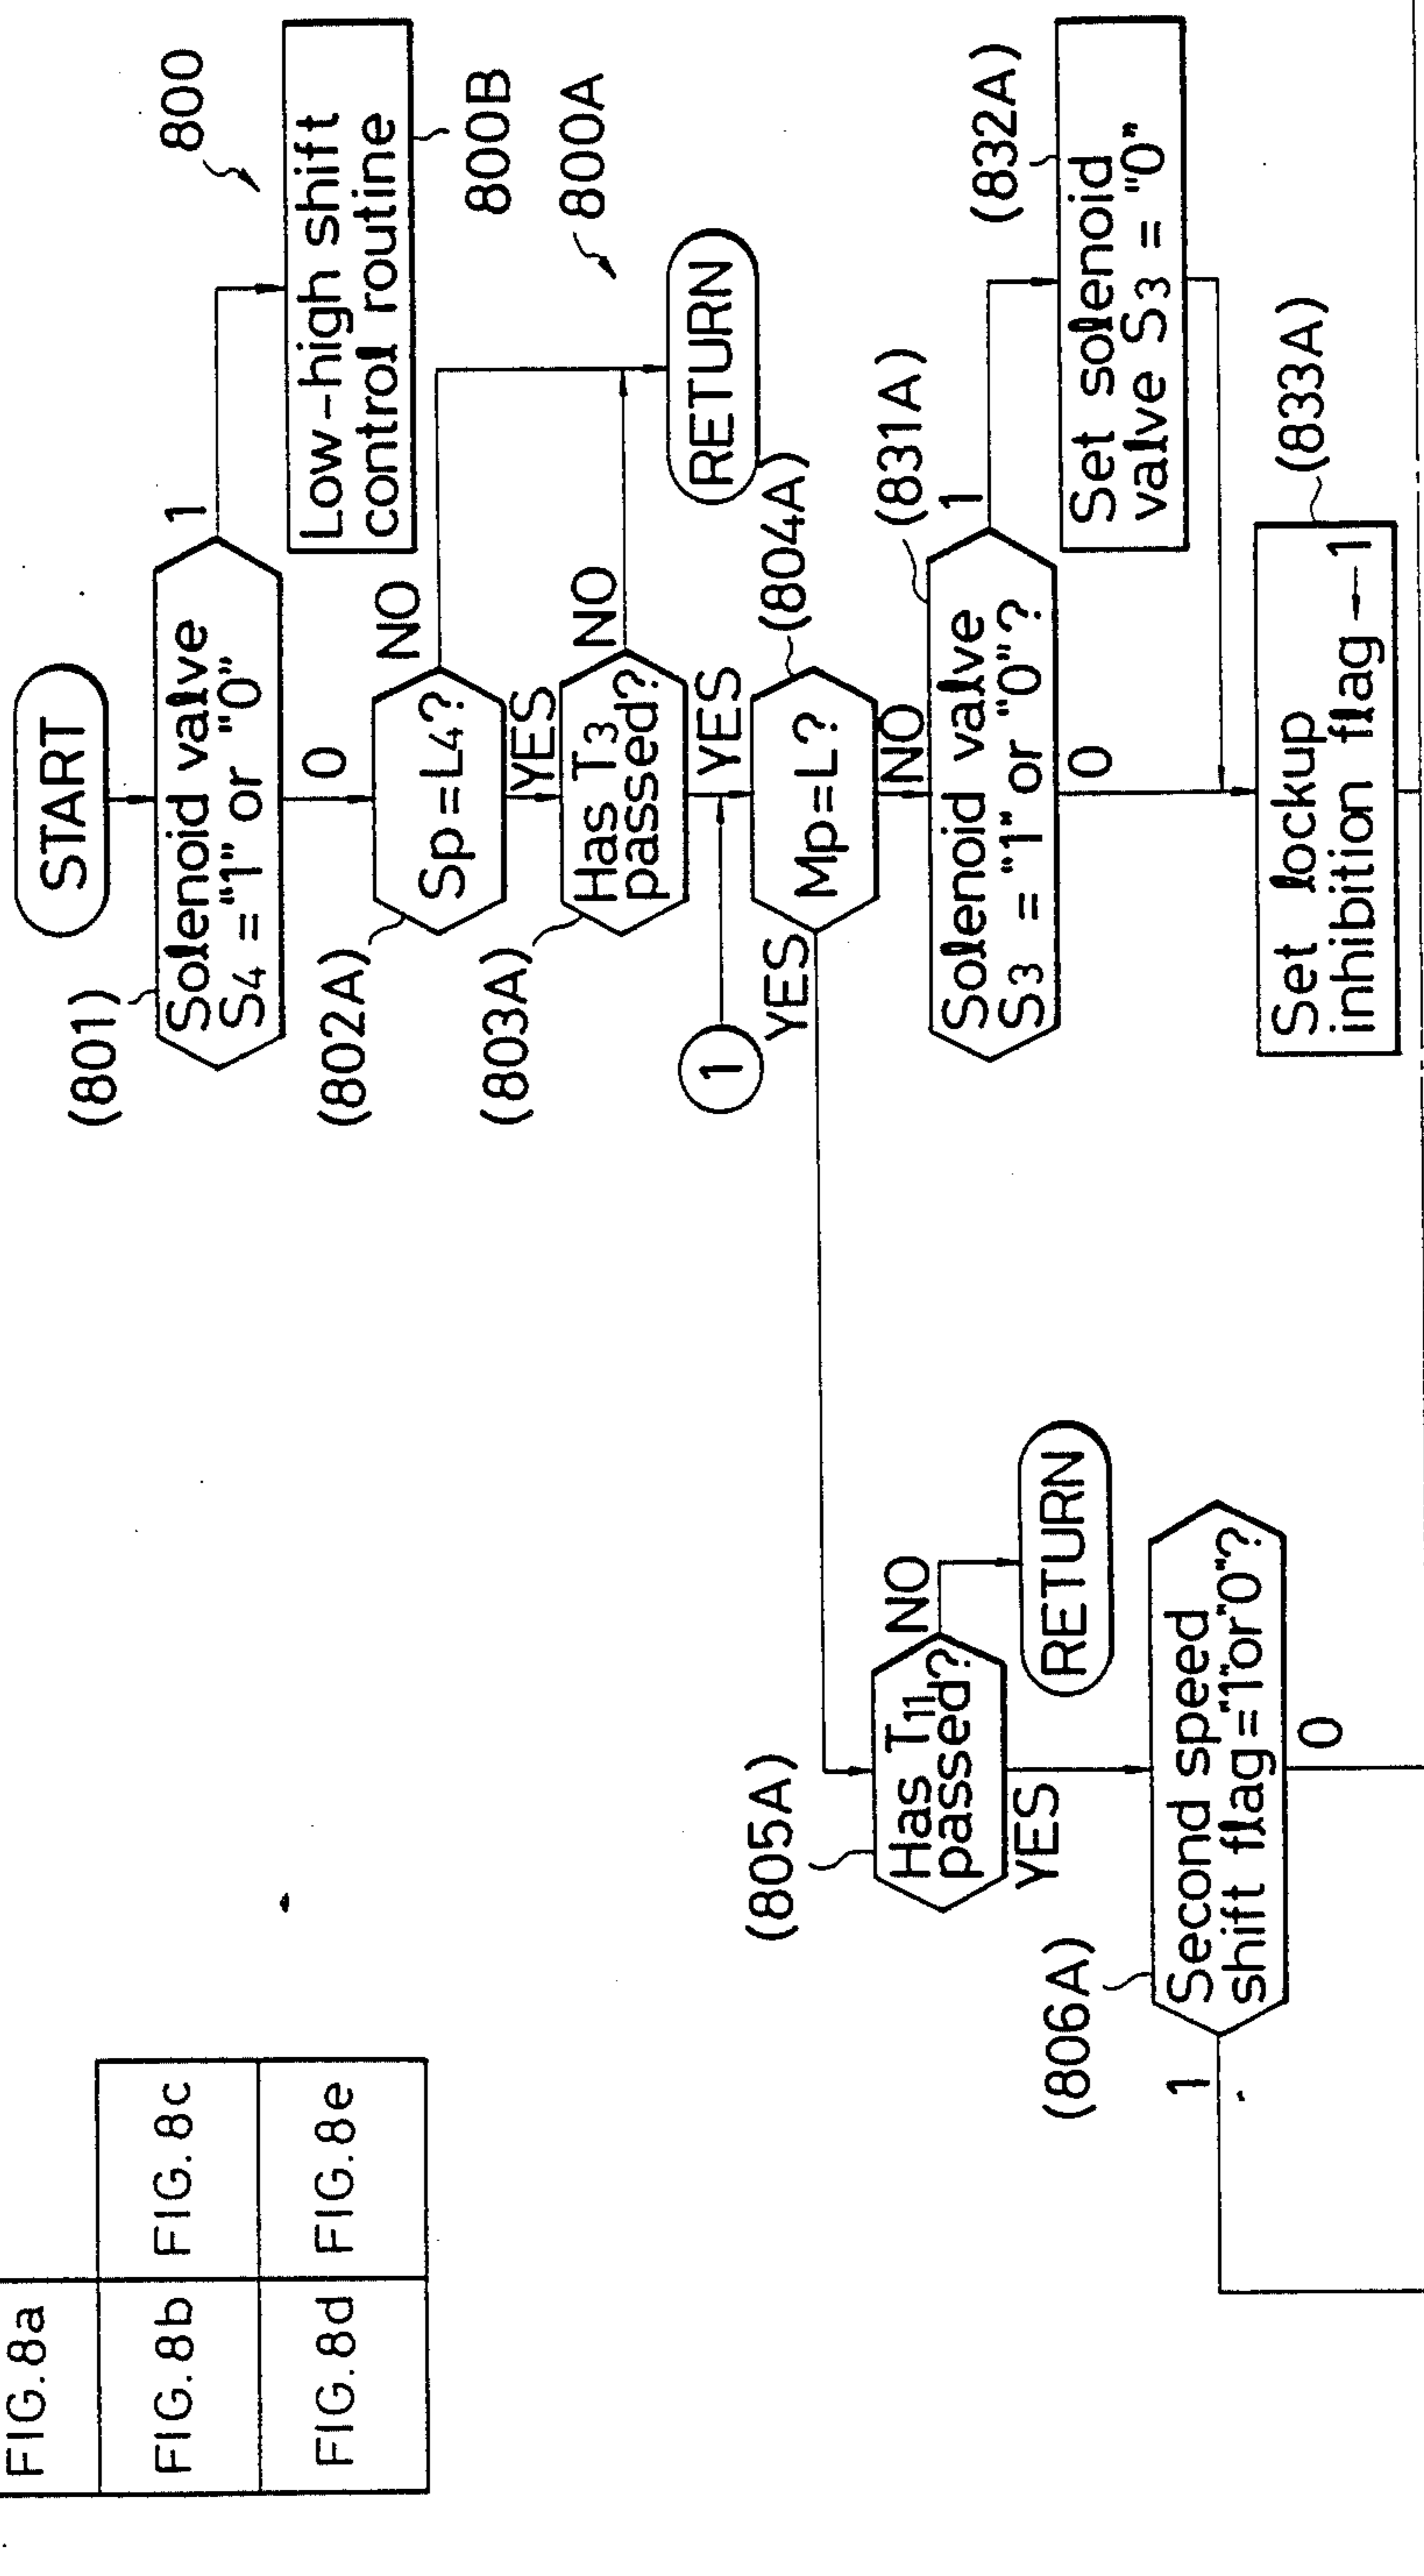 FIG.8a
FIG.8b FIG.8c
FIG.8d FIG.8e
START
800
(801)
Solenoid valve
S4 = "1" or "0"
1
0
Low-high shift
control routine
800B
800A
(802A)
Sp=L4?
NO
YES
(803A)
Has T3
passed?
NO
YES
RETURN
1
(804A)
Mp=L?
YES
NO
(831A)
Solenoid valve
S3 = "1" or "0"?
1
0
(832A)
Set solenoid
valve S3 = "0"
(833A)
Set lockup
inhibition flag ← 1
(805A)
Has T11
passed?
NO
YES
RETURN
(806A)
Second speed
shift flag="1"or"0"?
1
0